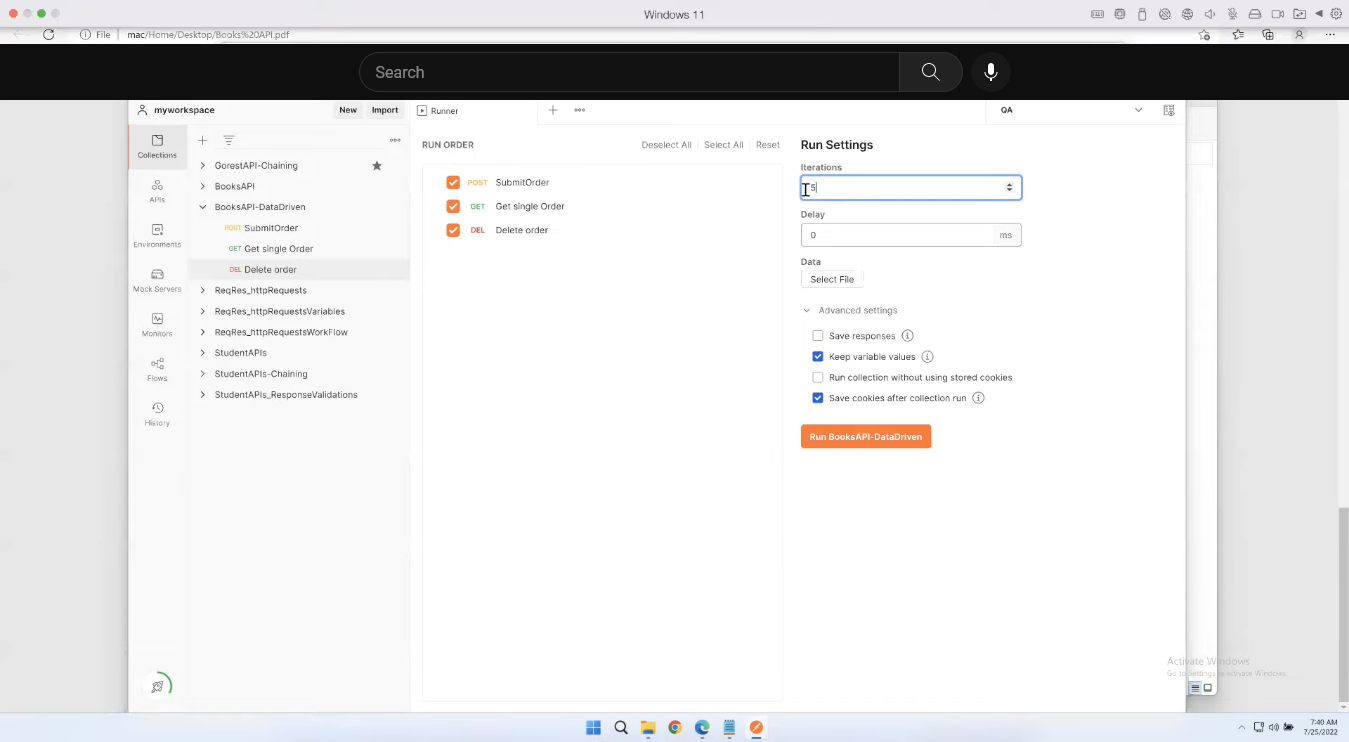 Windows 11
File mac/Home/Desktop/Books%20API.pdf
Search
myworkspace New Import Runner QA
Collections
APIs
Environments
Mock Servers
Monitors
Flows
History
GorestAPI-Chaining
BooksAPI
BooksAPI-DataDriven
POST SubmitOrder
GET Get single Order
DEL Delete order
ReqRes_httpRequests
ReqRes_httpRequestsVariables
ReqRes_httpRequestsWorkFlow
StudentAPIs
StudentAPIs-Chaining
StudentAPIs_ResponseValidations
RUN ORDER Deselect All Select All Reset
POST SubmitOrder
GET Get single Order
DEL Delete order
Run Settings
Iterations
5
Delay
0 ms
Data
Select File
Advanced settings
Save responses
Keep variable values
Run collection without using stored cookies
Save cookies after collection run
Run BooksAPI-DataDriven
Activate Windows
Go to Settings to activate Windows.
7:40 AM
7/25/2022